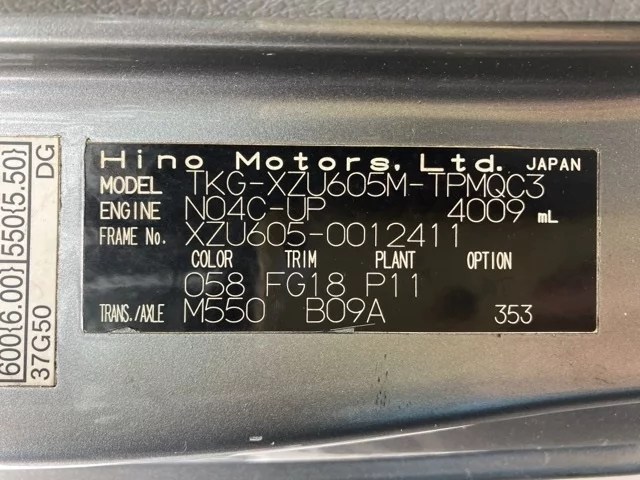 Hino Motors, Ltd. JAPAN
MODEL TKG-XZU605M-TPMQC3
ENGINE N04C-UP 4009 mL
FRAME No. XZU605-0012411
COLOR TRIM PLANT OPTION
058 FG18 P11
TRANS./AXLE M550 B09A 353
600{6.00} 550{5.50}
37G50 DG